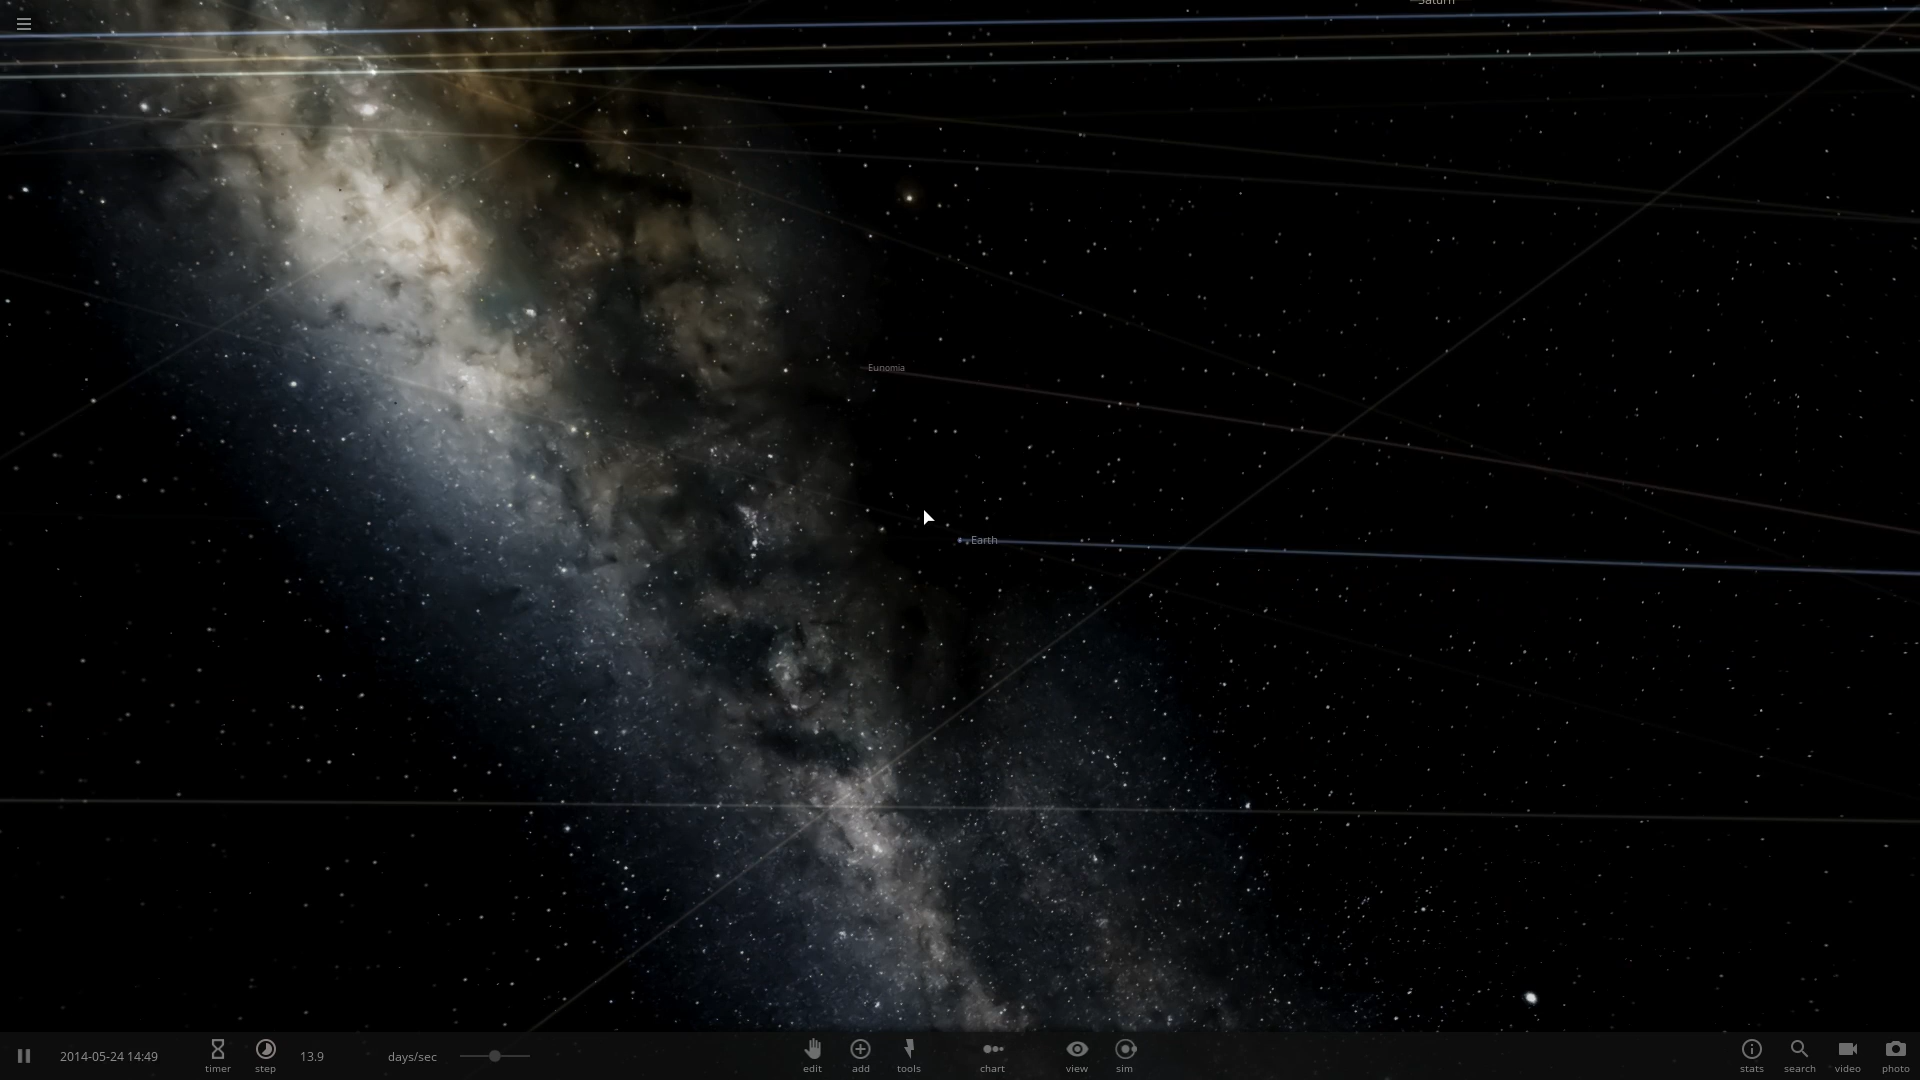 Saturn
Eunomia
Earth
2014-05-24 14:49
timer
step
13.9
days/sec
edit
add
tools
chart
view
sim
stats
search
video
photo